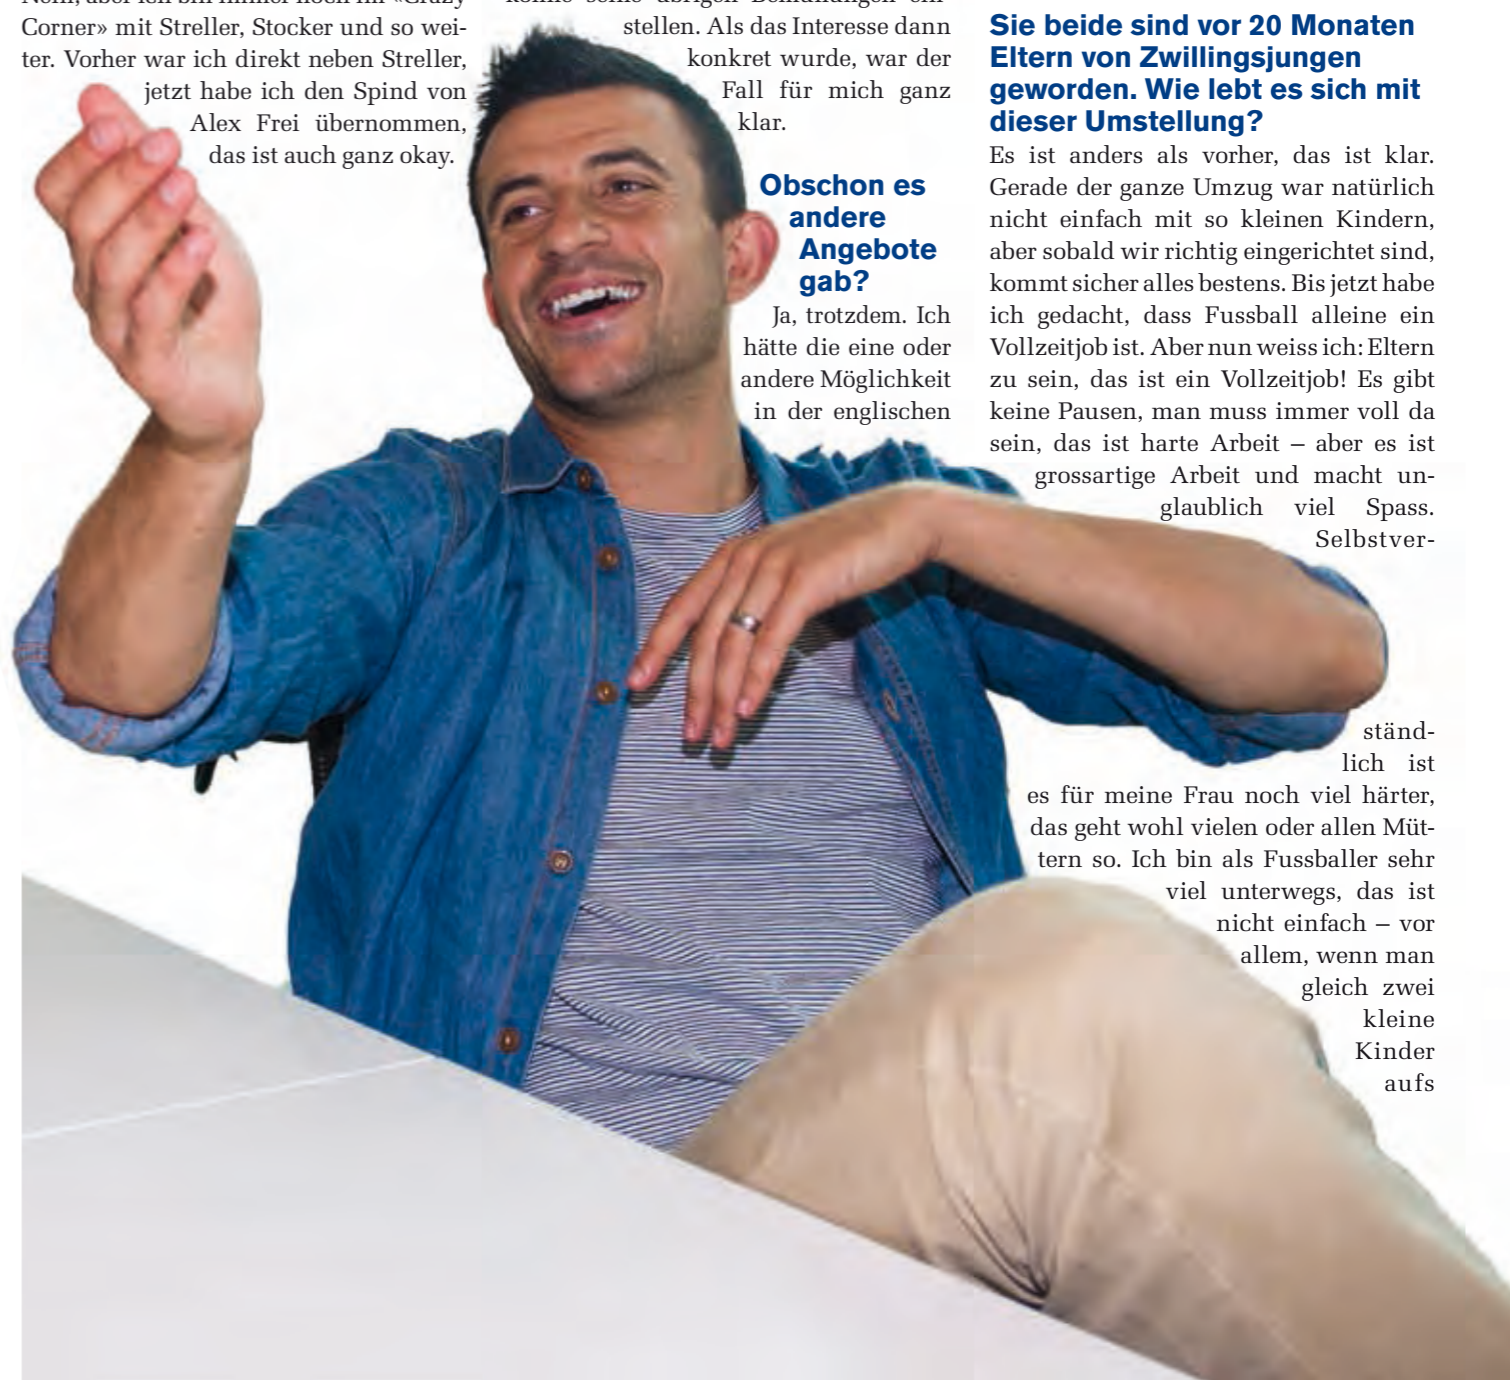 Corner» mit Streller, Stocker und so wei-
ter. Vorher war ich direkt neben Streller,
jetzt habe ich den Spind von
Alex Frei übernommen,
das ist auch ganz okay.
stellen. Als das Interesse dann
konkret wurde, war der
Fall für mich ganz
klar.
Obschon es
andere
Angebote
gab?
Ja, trotzdem. Ich
hätte die eine oder
andere Möglichkeit
in der englischen
Sie beide sind vor 20 Monaten
Eltern von Zwillingsjungen
geworden. Wie lebt es sich mit
dieser Umstellung?
Es ist anders als vorher, das ist klar.
Gerade der ganze Umzug war natürlich
nicht einfach mit so kleinen Kindern,
aber sobald wir richtig eingerichtet sind,
kommt sicher alles bestens. Bis jetzt habe
ich gedacht, dass Fussball alleine ein
Vollzeitjob ist. Aber nun weiss ich: Eltern
zu sein, das ist ein Vollzeitjob! Es gibt
keine Pausen, man muss immer voll da
sein, das ist harte Arbeit – aber es ist
grossartige Arbeit und macht un-
glaublich viel Spass.
Selbstver-
ständ-
lich ist
es für meine Frau noch viel härter,
das geht wohl vielen oder allen Müt-
tern so. Ich bin als Fussballer sehr
viel unterwegs, das ist
nicht einfach – vor
allem, wenn man
gleich zwei
kleine
Kinder
aufs